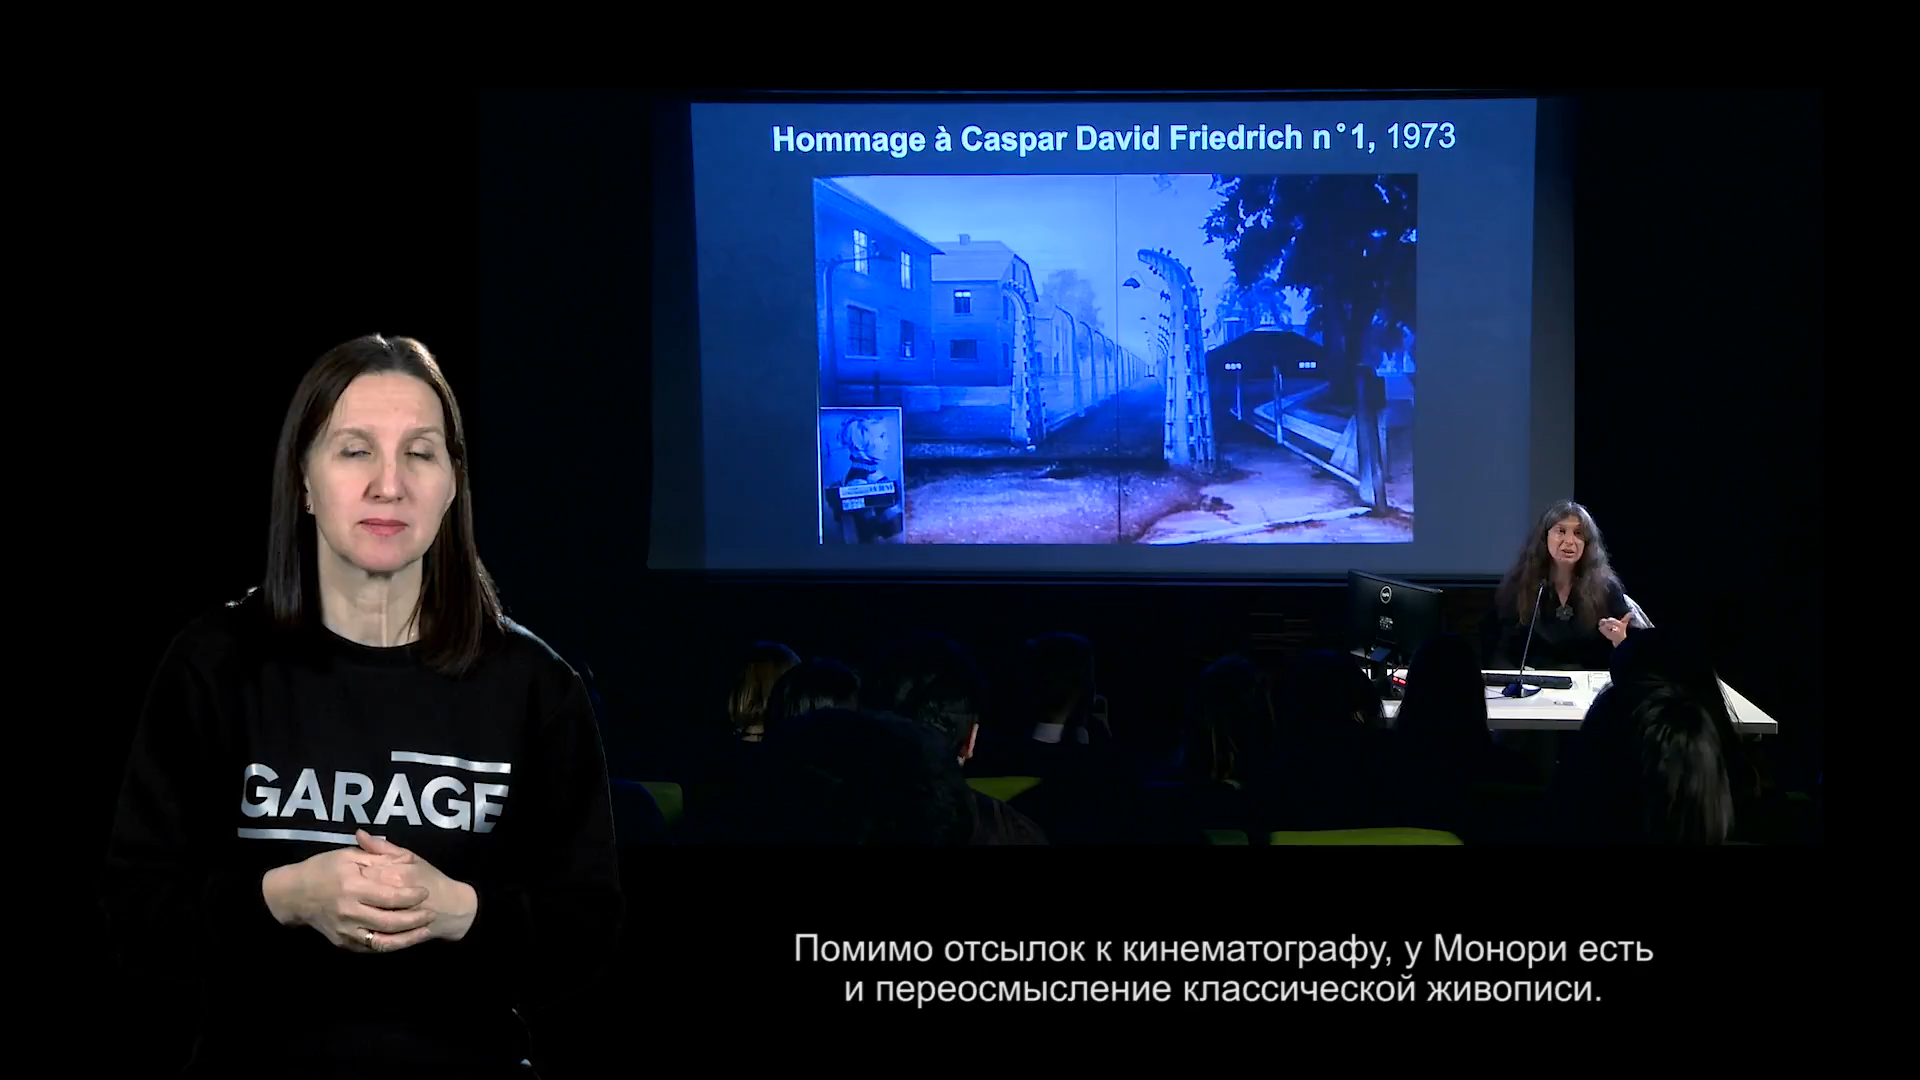 Hommage à Caspar David Friedrich n°1, 1973
GARAGE
Помимо отсылок к кинематографу, у Монори есть
и переосмысление классической живописи.